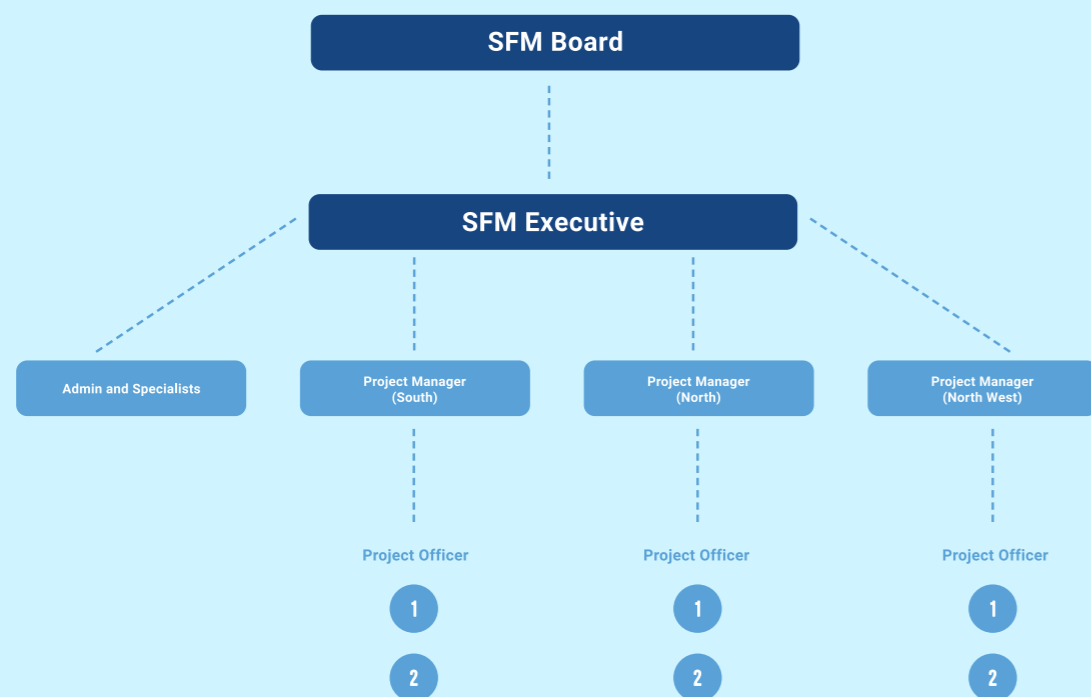 SFM Board
SFM Executive
Admin and Specialists
Project Manager
(South)
Project Manager
(North)
Project Manager
(North West)
Project Officer
Project Officer
Project Officer
1
1
1
2
2
2